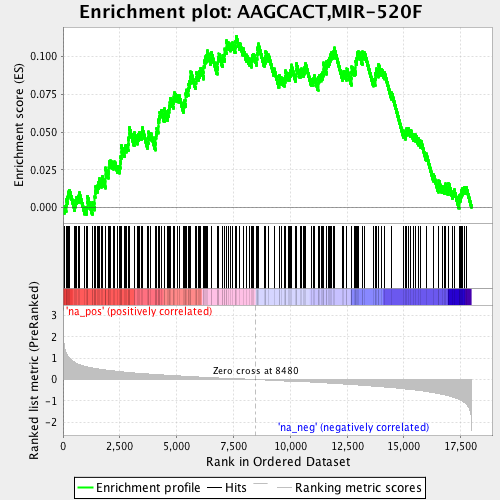 Enrichment plot: AAGCACT,MIR-520F
Enrichment score (ES)
0.100
0.075
0.050
0.025
0.000
Ranked list metric (PreRanked)
3
2
1
0
-1
-2
'na_pos' (positively correlated)
Zero cross at 8480
'na_neg' (negatively correlated)
0
2,500
5,000
7,500
10,000
12,500
15,000
17,500
Rank in Ordered Dataset
Enrichment profile
Hits
Ranking metric scores